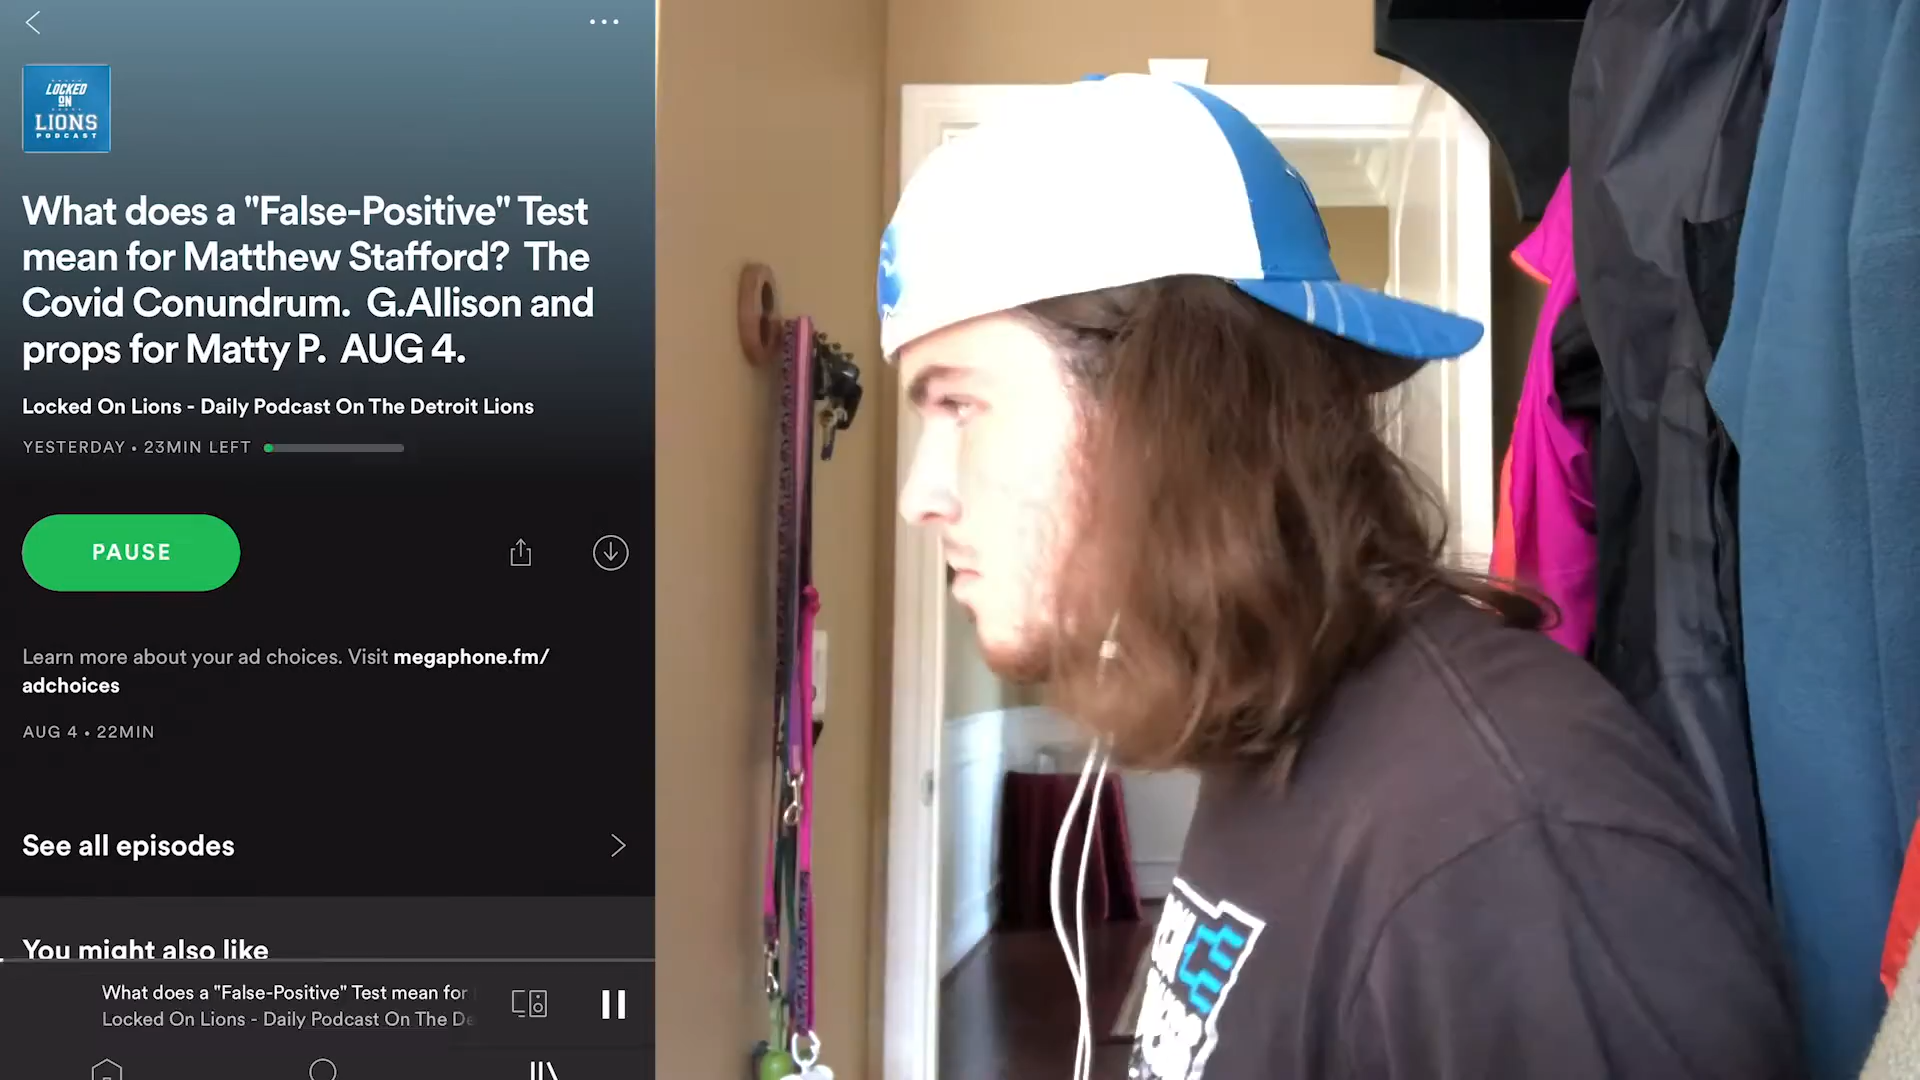 LOCKED
ON
LIONS
PODCAST
What does a "False-Positive" Test
mean for Matthew Stafford?  The
Covid Conundrum.  G.Allison and
props for Matty P.  AUG 4.
Locked On Lions - Daily Podcast On The Detroit Lions
YESTERDAY • 23MIN LEFT
PAUSE
Learn more about your ad choices. Visit megaphone.fm/
adchoices
AUG 4 • 22MIN
See all episodes
You might also like
What does a "False-Positive" Test mean for
Locked On Lions - Daily Podcast On The De